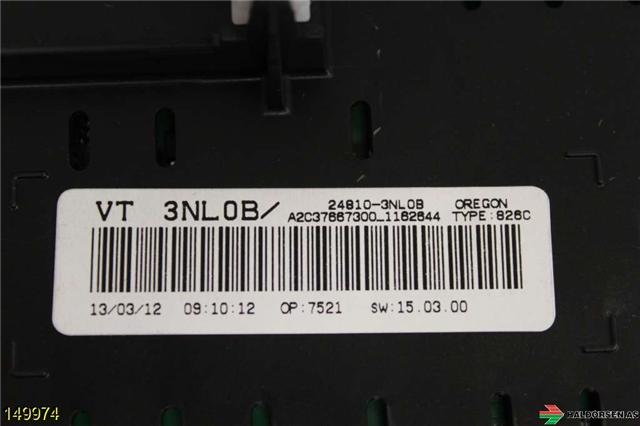 VT 3NL0B/ 24810-3NL0B OREGON
A2C37667300_1162644 TYPE:826C
13/03/12 09:10:12 OP:7521 SW:15.03.00
149974
HALDORSEN AS